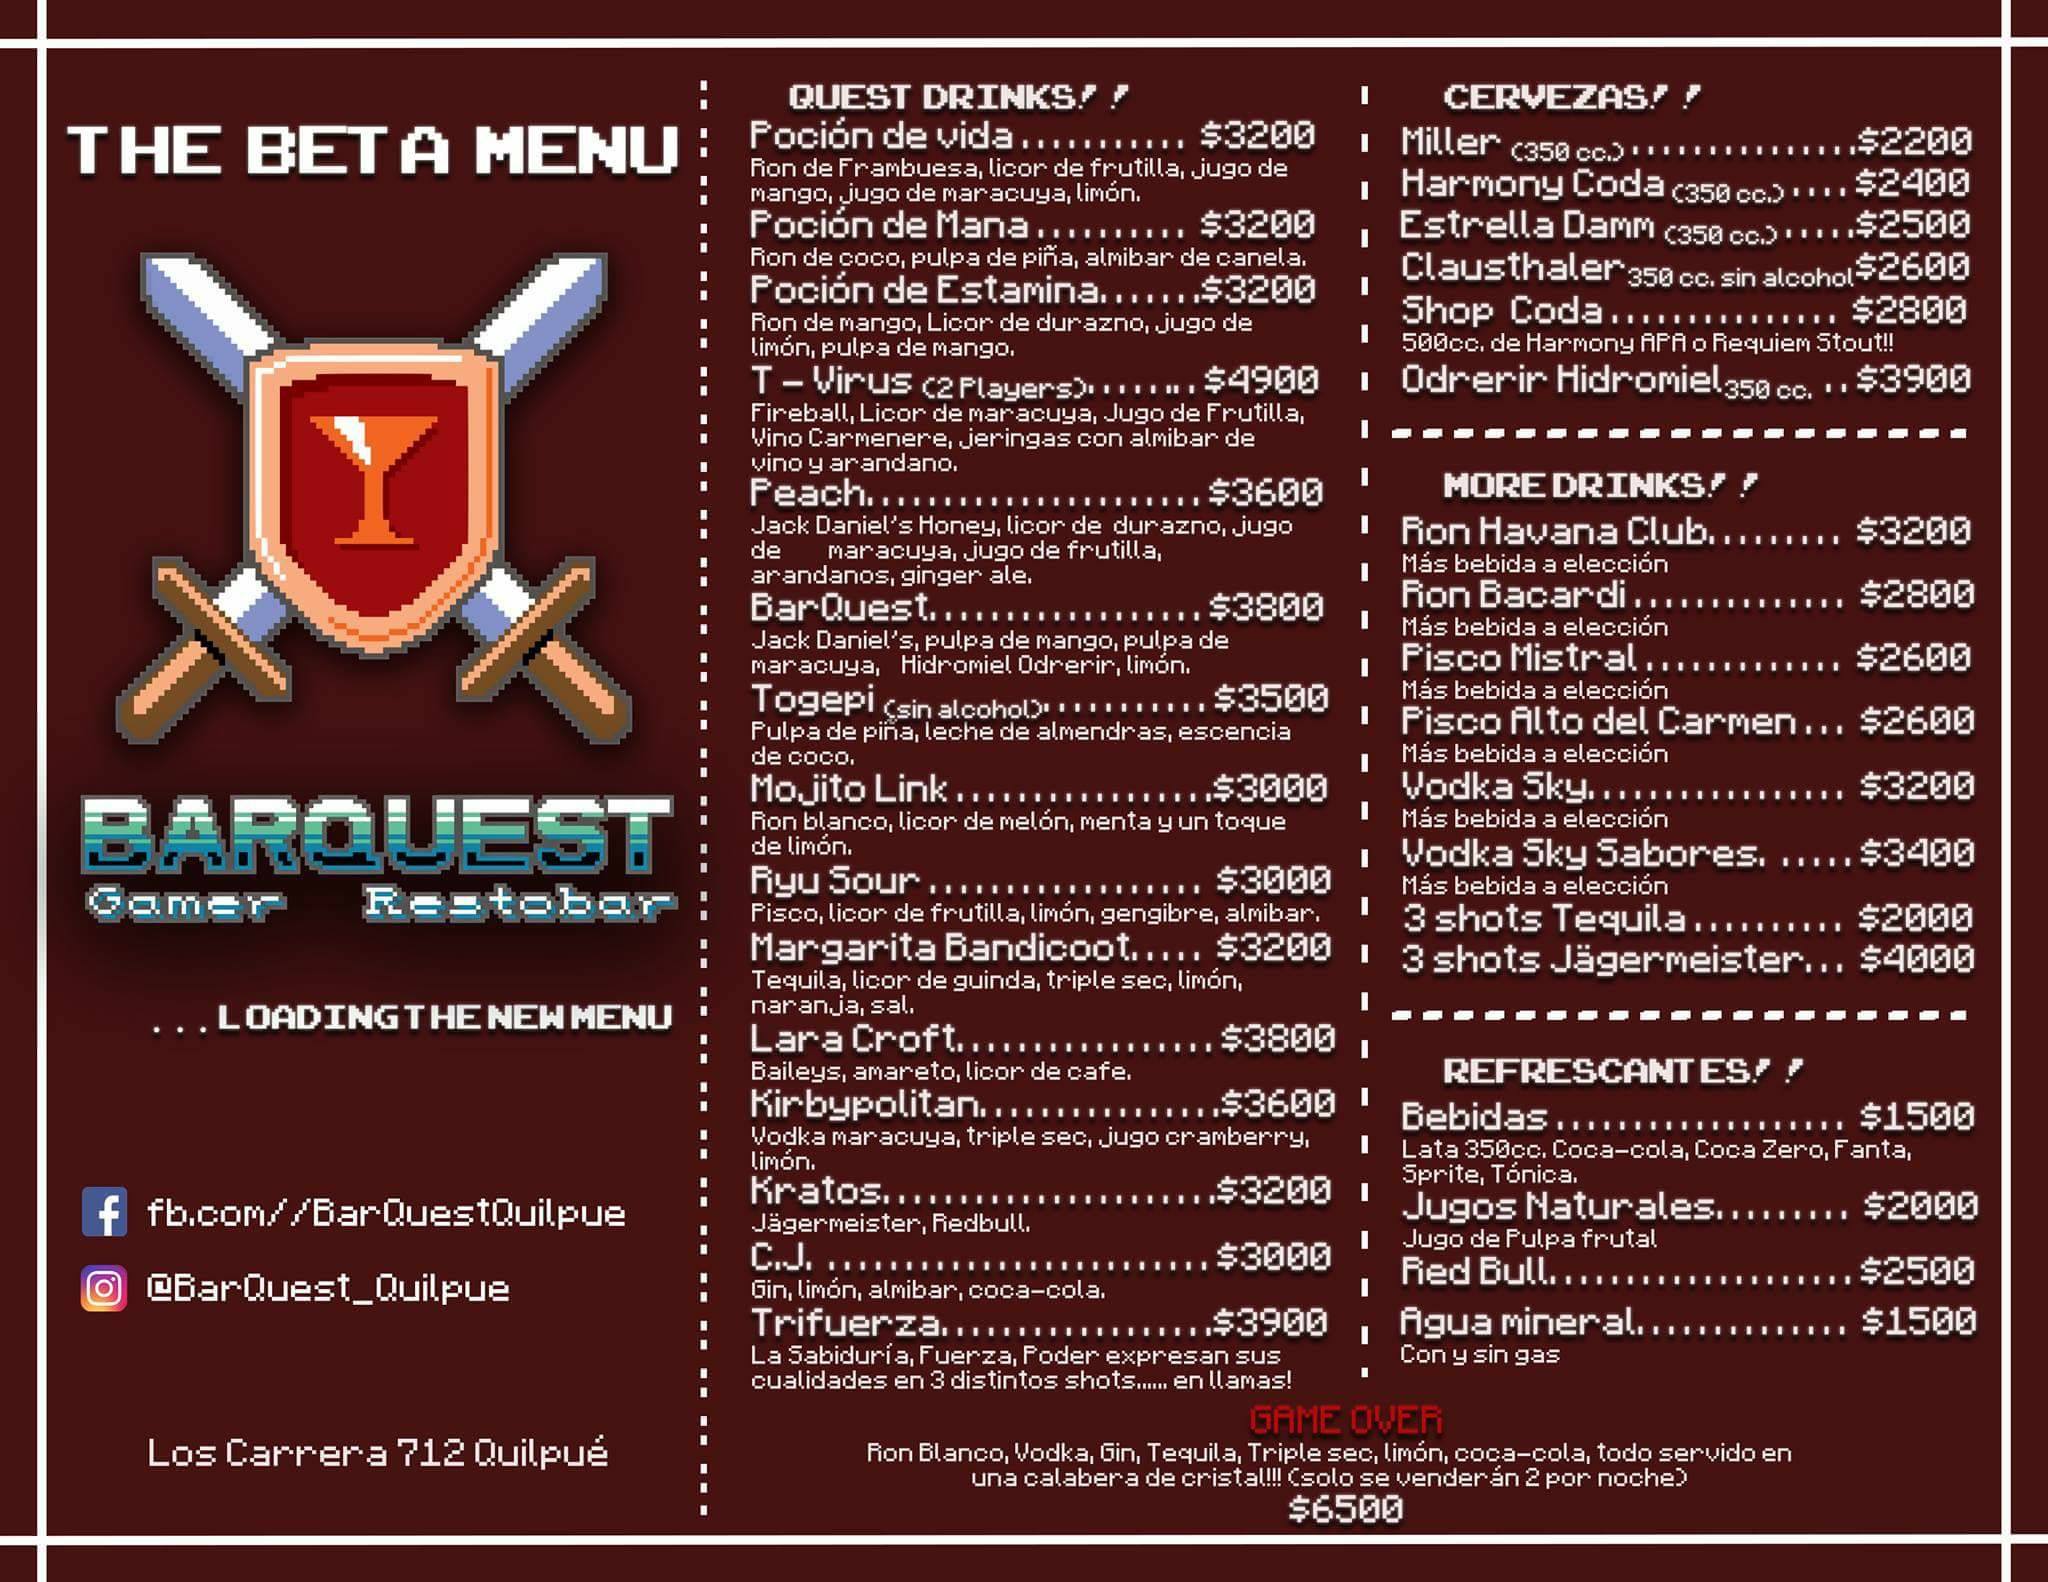 THE BETA MENU
BARQUEST
Gamer Restobar
...LOADING THE NEW MENU
fb.com//BarQuestQuilpue
@BarQuest_Quilpue
Los Carrera 712 Quilpué
QUEST DRINKS!!
Poción de vida........... $3200
Ron de Frambuesa, licor de frutilla, jugo de
mango, jugo de maracuya, limón.
Poción de Mana.......... $3200
Ron de coco, pulpa de piña, almibar de canela.
Poción de Estamina.......$3200
Ron de mango, Licor de durazno, jugo de
limón, pulpa de mango.
T - Virus (2 Players)........ $4900
Fireball, Licor de maracuya, Jugo de Frutilla,
Vino Carmenere, jeringas con almibar de
vino y arandano.
Peach......................$3600
Jack Daniel's Honey, licor de durazno, jugo
de maracuya, jugo de frutilla,
arandanos, ginger ale.
BarQuest..................$3800
Jack Daniel's, pulpa de mango, pulpa de
maracuya, Hidromiel Odrerir, limón.
Togepi (sin alcohol)...........$3500
Pulpa de piña, leche de almendras, escencia
de coco.
Mojito Link .................$3000
Ron blanco, licor de melón, menta y un toque
de limón.
Ryu Sour .................. $3000
Pisco, licor de frutilla, limón, gengibre, almibar.
Margarita Bandicoot..... $3200
Tequila, licor de guinda, triple sec, limón,
naranja, sal.
Lara Croft.................$3800
Baileys, amareto, licor de cafe.
Kirbypolitan................$3600
Vodka maracuya, triple sec, jugo cramberry,
limón.
Kratos......................$3200
Jägermeister, Redbull.
C.J. .........................$3000
Gin, limón, almibar, coca-cola.
Trifuerza..................$3900
La Sabiduría, Fuerza, Poder expresan sus
cualidades en 3 distintos shots...... en llamas!
CERVEZAS!!
Miller (350 cc.)...............$2200
Harmony Coda (350 cc.)....$2400
Estrella Damm (350 cc.).....$2500
Clausthaler 350 cc. sin alcohol $2600
Shop Coda............... $2800
500cc. de Harmony APA o Requiem Stout!!
Odrerir Hidromiel 350 cc. ..$3900
MORE DRINKS!!
Ron Havana Club......... $3200
Más bebida a elección
Ron Bacardi.............. $2800
Más bebida a elección
Pisco Mistral............. $2600
Más bebida a elección
Pisco Alto del Carmen... $2600
Más bebida a elección
Vodka Sky................. $3200
Más bebida a elección
Vodka Sky Sabores. .....$3400
Más bebida a elección
3 shots Tequila.......... $2000
3 shots Jägermeister... $4000
REFRESCANTES!!
Bebidas................... $1500
Lata 350cc. Coca-cola, Coca Zero, Fanta,
Sprite, Tónica.
Jugos Naturales......... $2000
Jugo de Pulpa frutal
Red Bull....................$2500
Agua mineral.............. $1500
Con y sin gas
GAME OVER
Ron Blanco, Vodka, Gin, Tequila, Triple sec, limón, coca-cola, todo servido en
una calabera de cristal!!! (solo se venderán 2 por noche)
$6500